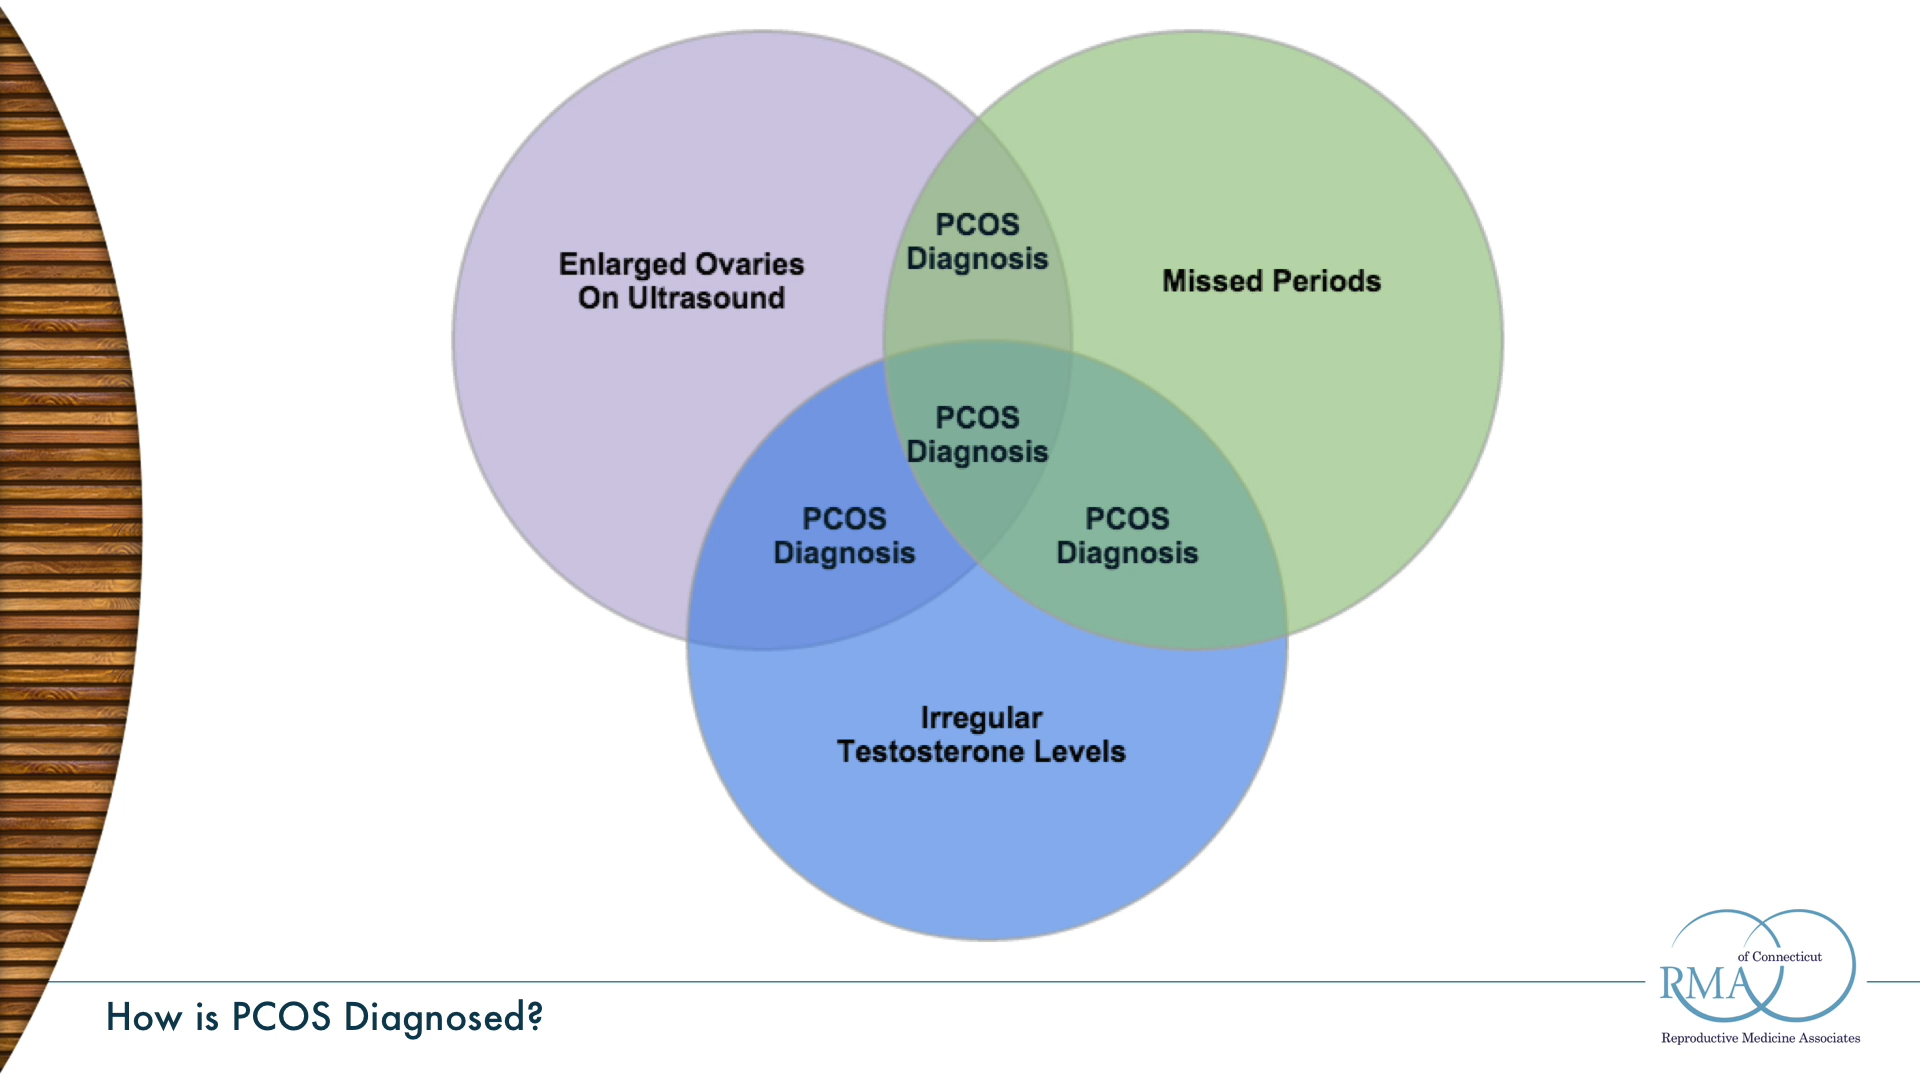 Enlarged Ovaries
On Ultrasound
PCOS
Diagnosis
Missed Periods
PCOS
Diagnosis
PCOS
Diagnosis
PCOS
Diagnosis
Irregular
Testosterone Levels
How is PCOS Diagnosed?
of Connecticut
RMA
Reproductive Medicine Associates